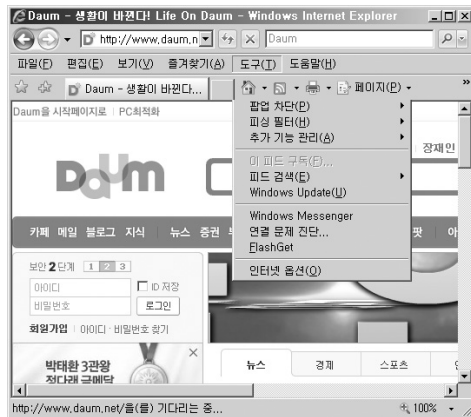 Daum - 생활이 바뀐다! Life On Daum - Windows Internet Explorer
http://www.daum.n
Daum
파일(F) 편집(E) 보기(V) 즐겨찾기(A) 도구(T) 도움말(H)
Daum - 생활이 바뀐다... 페이지(P)
Daum을 시작페이지로 PC최적화
팝업 차단(P)
피싱 필터(H)
추가 기능 관리(A)
장재인
이 피드 구독(F)...
피드 검색(E)
Windows Update(U)
Daum
Windows Messenger
연결 문제 진단...
FlashGet
인터넷 옵션(O)
카페 메일 블로그 지식 뉴스 증권 팟 아
보안 2단계 1 2 3
아이디 ID 저장
비밀번호 로그인
회원가입 아이디 · 비밀번호 찾기
박태환 3관왕
정다래 금메달
뉴스 경제 스포츠
http://www.daum.net/을(를) 기다리는 중...
100%